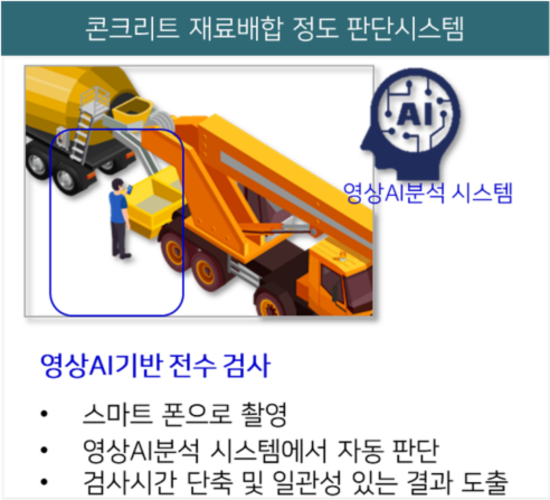 콘크리트 재료배합 정도 판단시스템
AI
영상AI분석 시스템
영상AI기반 전수 검사
• 스마트 폰으로 촬영
• 영상AI분석 시스템에서 자동 판단
• 검사시간 단축 및 일관성 있는 결과 도출